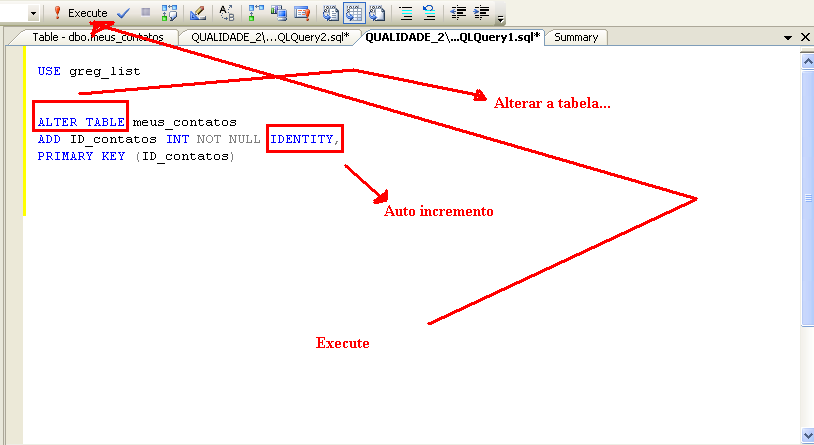 Execute
Table - dbo.meus_contatos
QUALIDADE_2\...QLQuery2.sql*
QUALIDADE_2\...QLQuery1.sql*
Summary
USE greg_list
Alterar a tabela...
ALTER TABLE meus_contatos
ADD ID_contatos INT NOT NULL IDENTITY,
PRIMARY KEY (ID_contatos)
Auto incremento
Execute